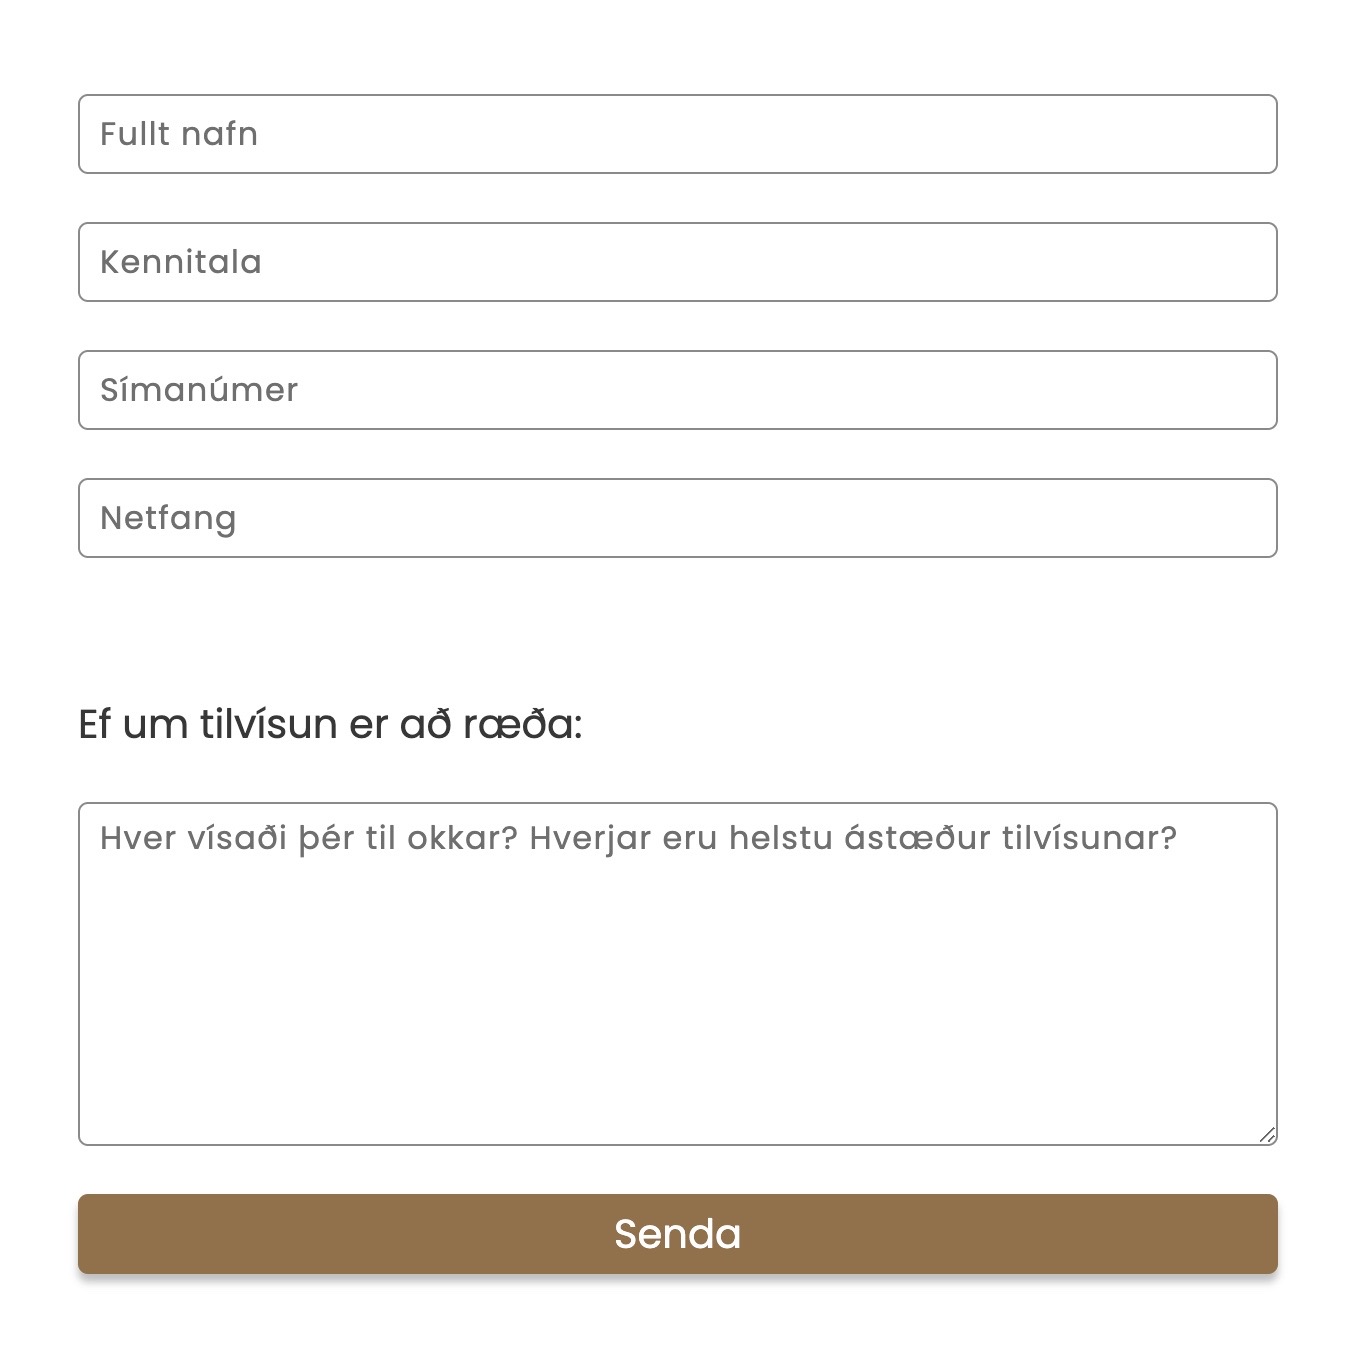 Fullt nafn
Kennitala
Símanúmer
Netfang
Ef um tilvísun er að ræða:
Hver vísaði þér til okkar? Hverjar eru helstu ástæður tilvísunar?
Senda